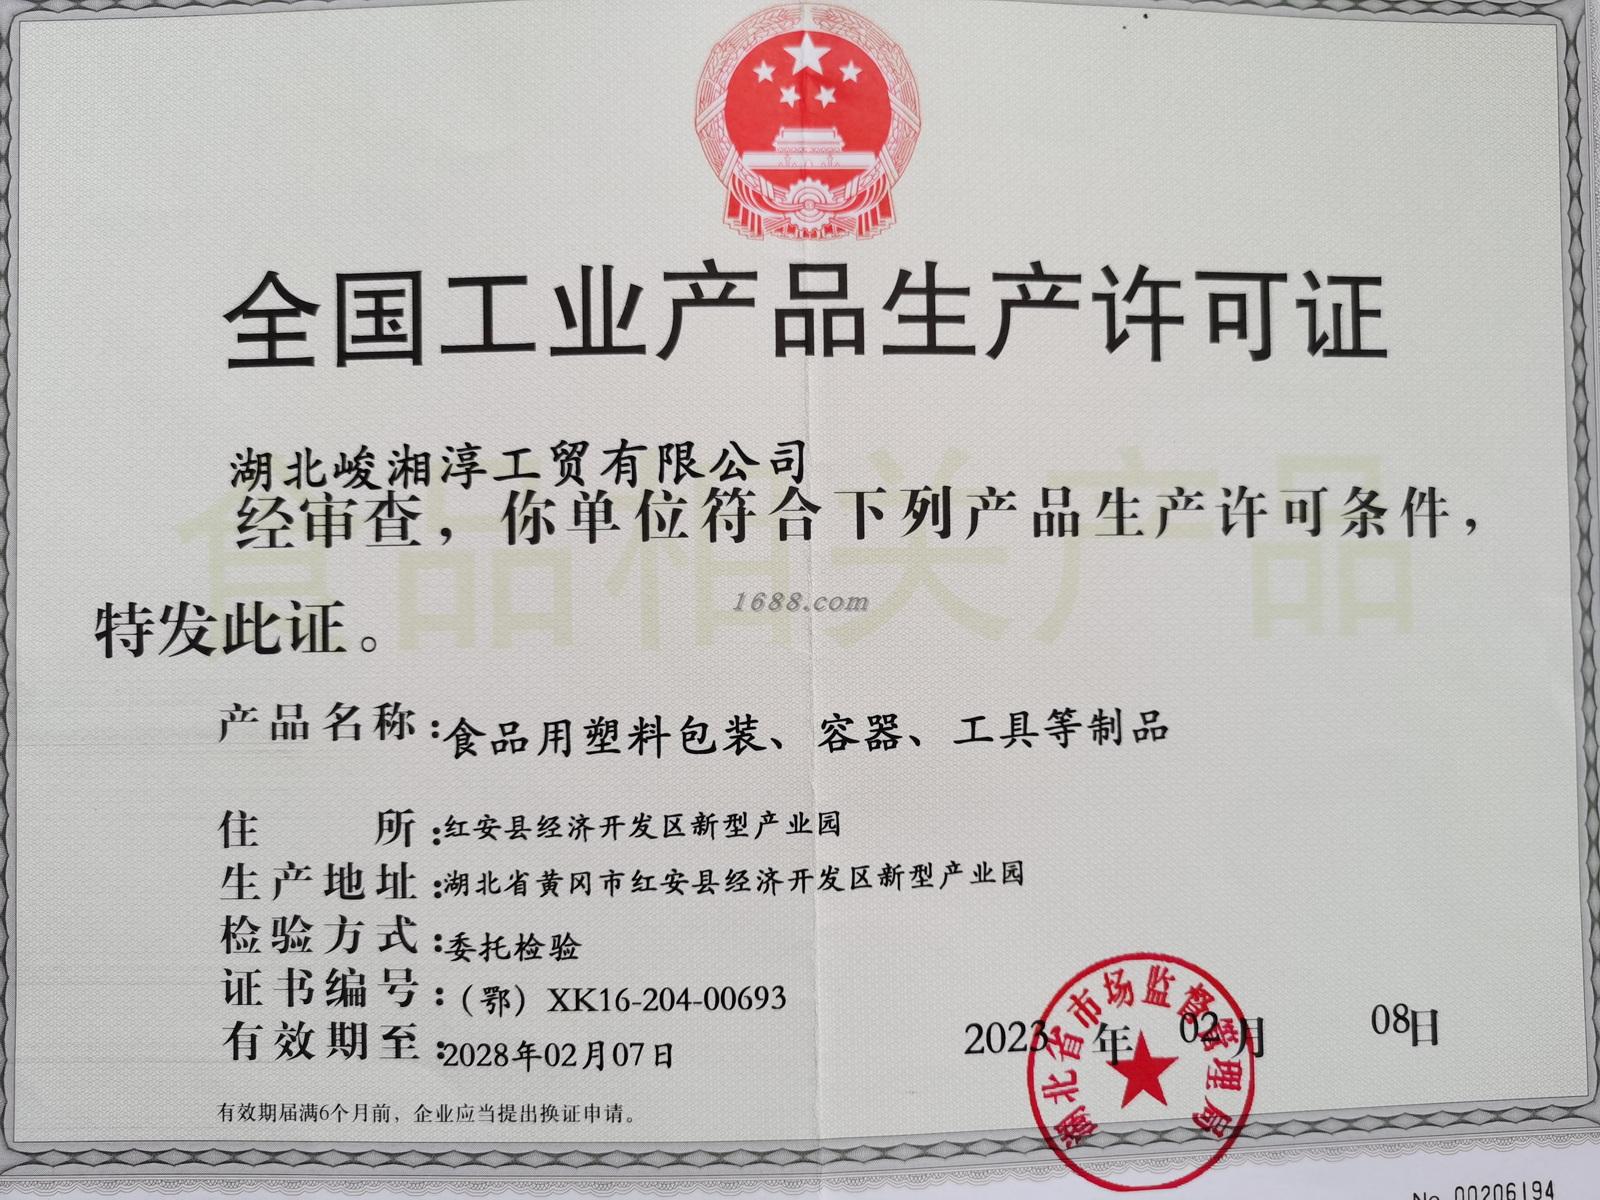 全国工业产品生产许可证
湖北峻湘淳工贸有限公司
经审查，你单位符合下列产品生产许可条件，
特发此证。
食品相关产品
1688.com
产品名称：食品用塑料包装、容器、工具等制品
住所：红安县经济开发区新型产业园
生产地址：湖北省黄冈市红安县经济开发区新型产业园
检验方式：委托检验
证书编号：（鄂）XK16-204-00693
有效期至：2028年02月07日
2023年02月08日
湖北省市场监督管理局
有效期届满6个月前，企业应当提出换证申请。
No 00206194